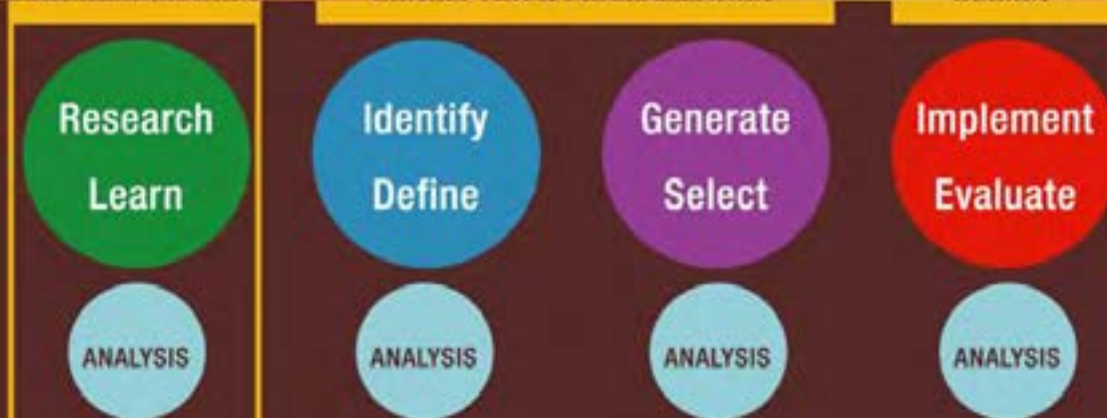 Research
Learn
Identify
Define
Generate
Select
Implement
Evaluate
ANALYSIS
ANALYSIS
ANALYSIS
ANALYSIS